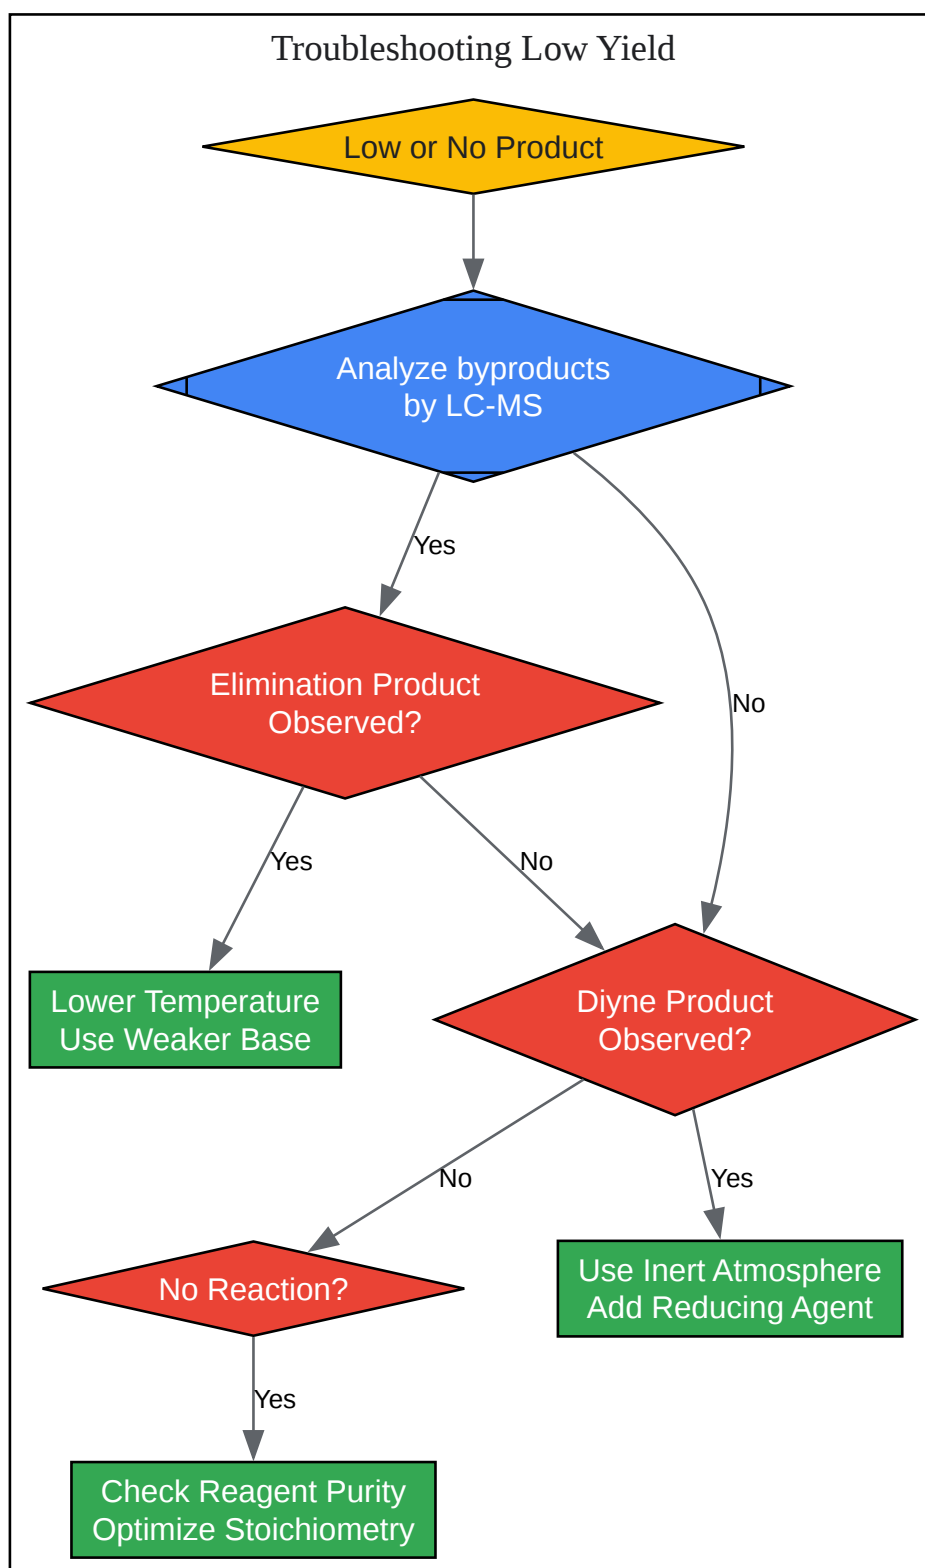 Troubleshooting Low Yield
Low or No Product
Analyze byproducts
by LC-MS
Yes
No
Elimination Product
Observed?
Yes
No
Lower Temperature
Use Weaker Base
Diyne Product
Observed?
No
Yes
No Reaction?
Use Inert Atmosphere
Add Reducing Agent
Yes
Check Reagent Purity
Optimize Stoichiometry